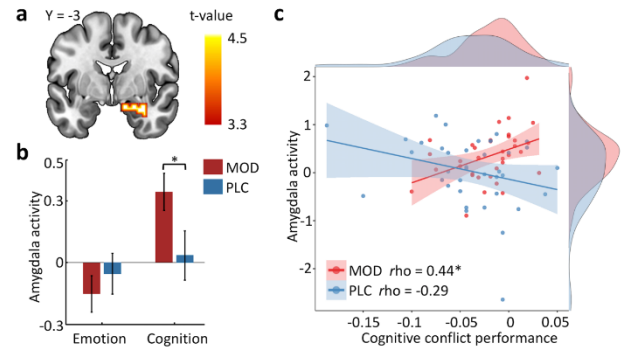 a
Y = -3
t-value
4.5
3.3
b
0.5
0.3
0
-0.3
Amygdala activity
*
MOD
PLC
Emotion
Cognition
c
2
1
0
-1
-2
Amygdala activity
MOD rho = 0.44*
PLC rho = -0.29
-0.15
-0.10
-0.05
0
0.05
Cognitive conflict performance